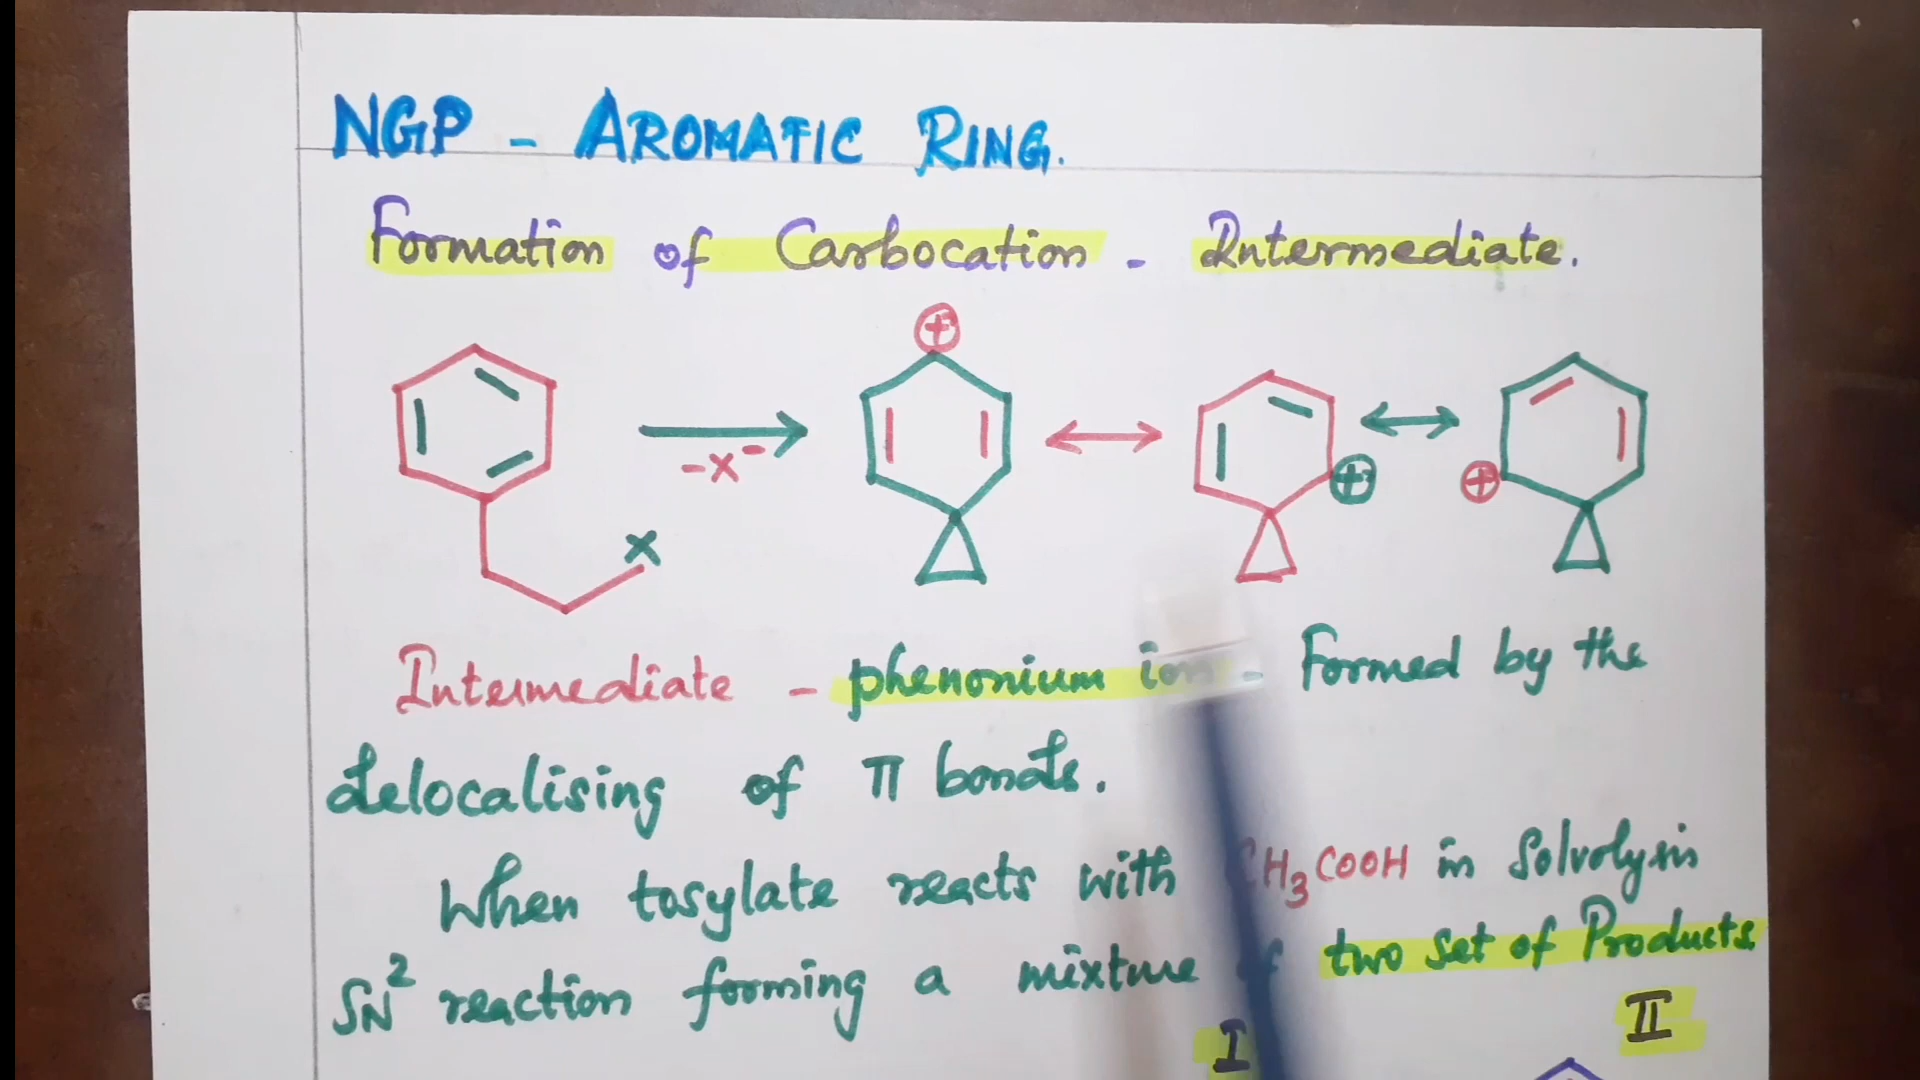 NGP - AROMATIC RING.
Formation of Carbocation - Intermediate.
-X⁻
X
Intermediate - phenonium ion - Formed by the
delocalising of π bonds.
When tosylate reacts with CH₃COOH in Solvolysis
SN² reaction forming a mixture of two set of Products
I II